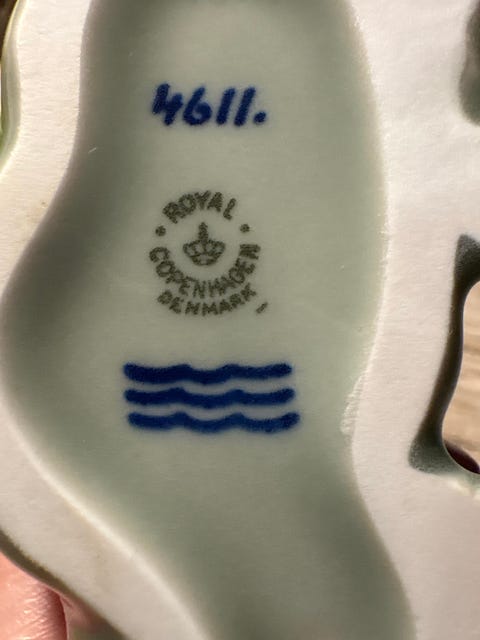 4611.
ROYAL
COPENHAGEN
DENMARK